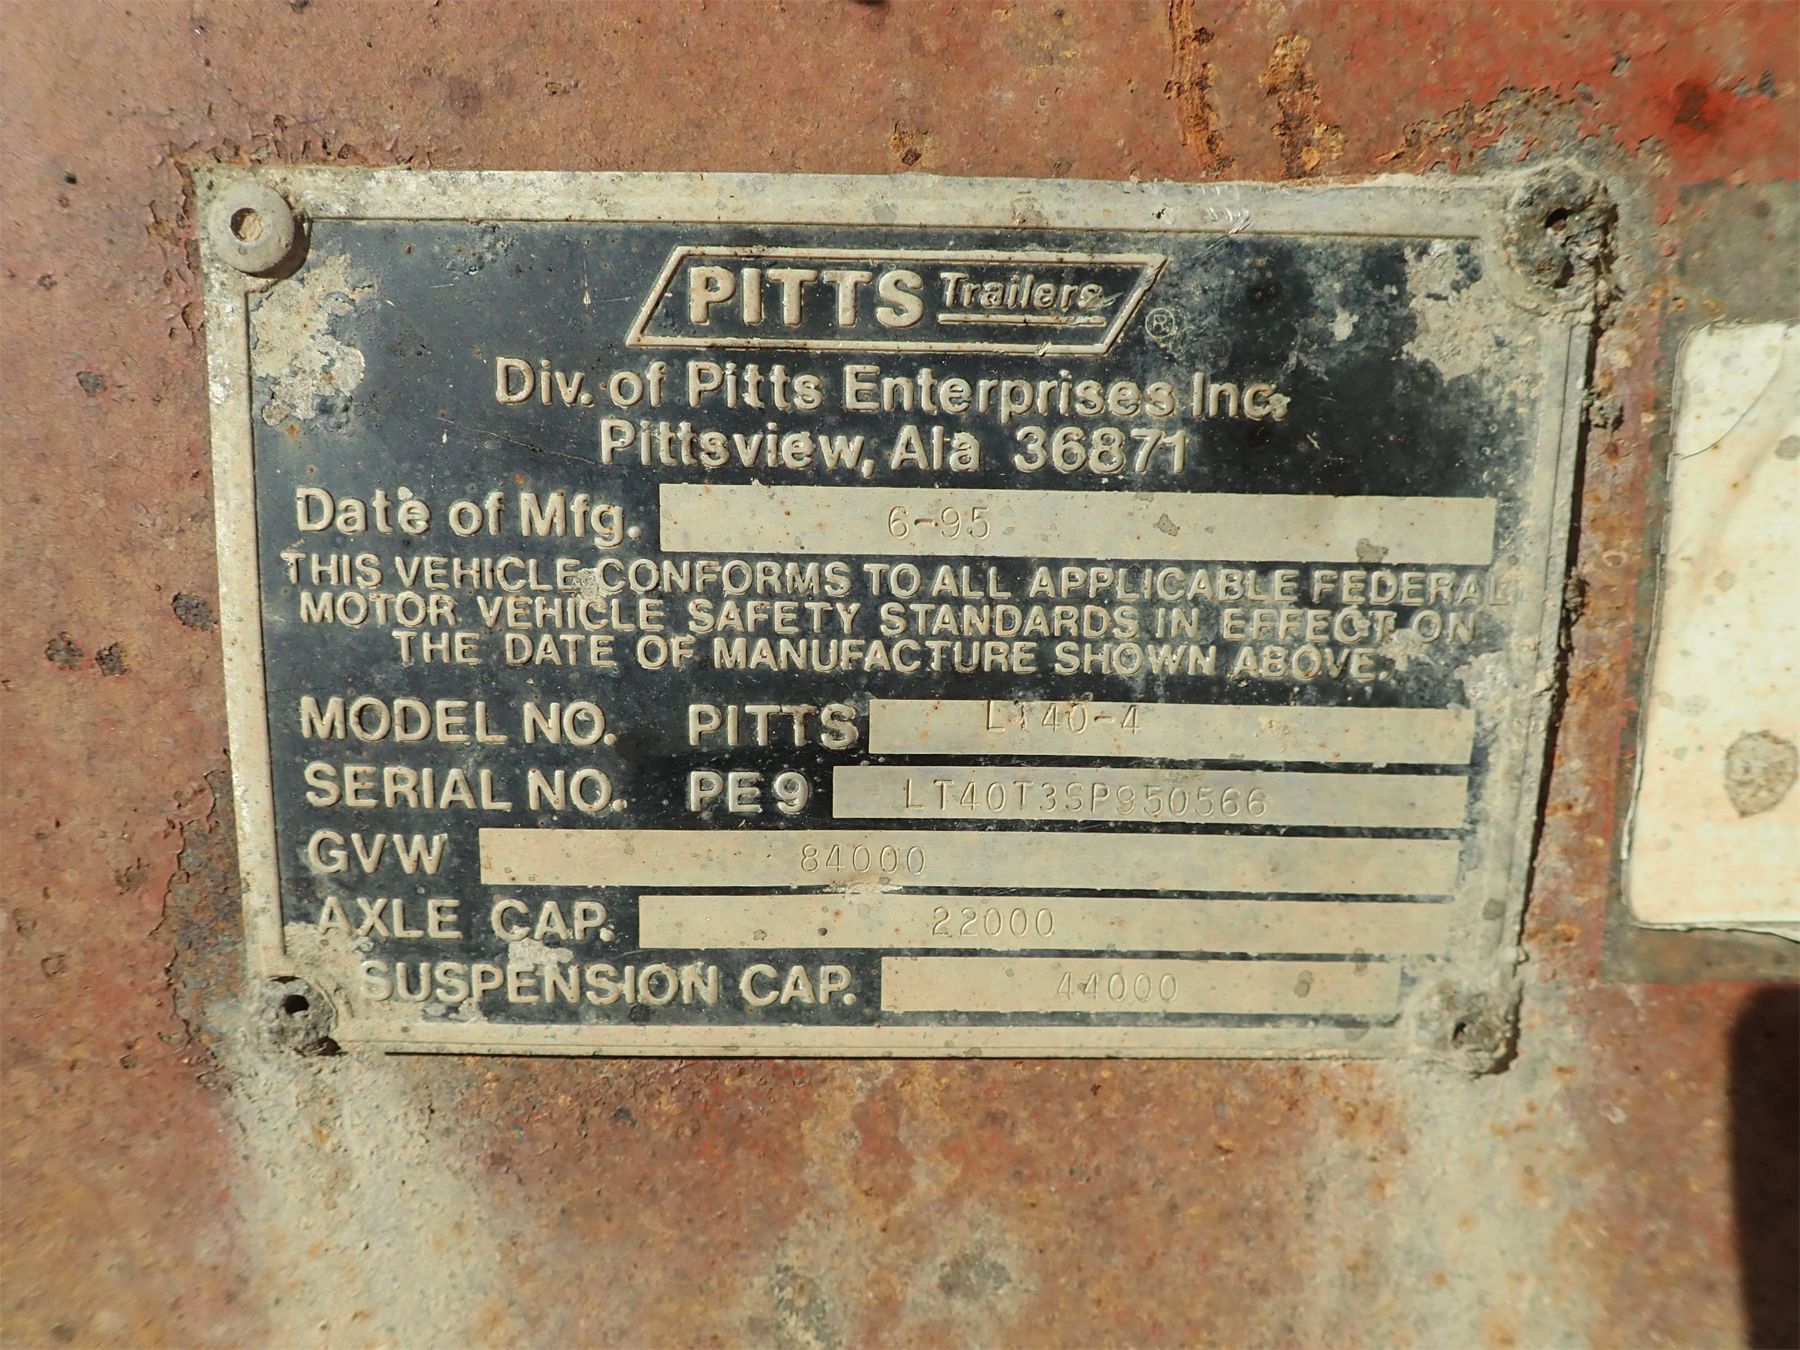 PITTS Trailers ®
Div. of Pitts Enterprises Inc.
Pittsview, Ala 36871
Date of Mfg. 6-95
THIS VEHICLE CONFORMS TO ALL APPLICABLE FEDERAL
MOTOR VEHICLE SAFETY STANDARDS IN EFFECT ON
THE DATE OF MANUFACTURE SHOWN ABOVE.
MODEL NO. PITTS LT40-4
SERIAL NO. PE9 LT40T3SP950566
GVW 84000
AXLE CAP. 22000
SUSPENSION CAP. 44000